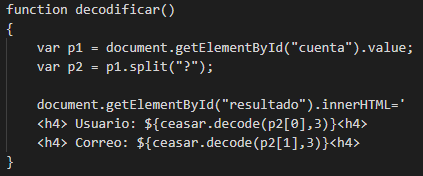 function decodificar()
{
var p1 = document.getElementById("cuenta").value;
var p2 = p1.split("?");
document.getElementById("resultado").innerHTML='
<h4> Usuario: ${ceasar.decode(p2[0],3)}<h4>
<h4> Correo: ${ceasar.decode(p2[1],3)}<h4>
}